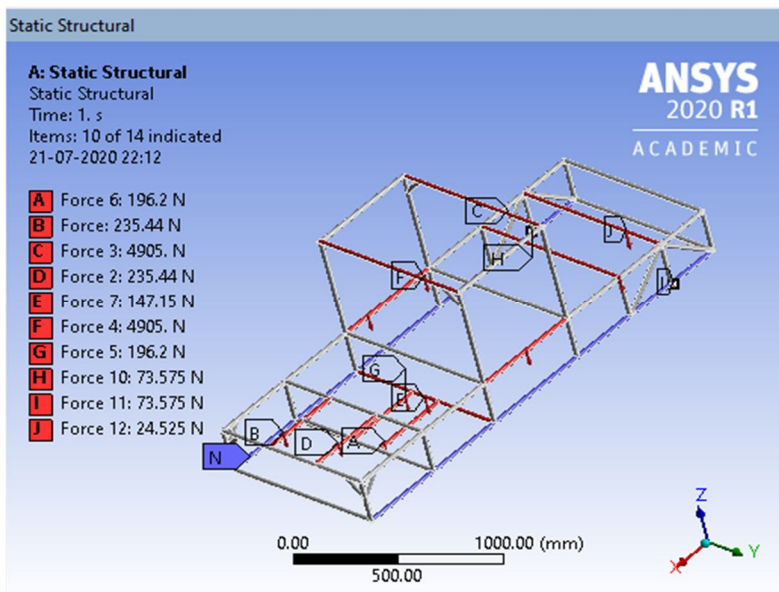 Static Structural
A: Static Structural
Static Structural
Time: 1. s
Items: 10 of 14 indicated
21-07-2020 22:12
A Force 6: 196.2 N
B Force: 235.44 N
C Force 3: 4905. N
D Force 2: 235.44 N
E Force 7: 147.15 N
F Force 4: 4905. N
G Force 5: 196.2 N
H Force 10: 73.575 N
I Force 11: 73.575 N
J Force 12: 24.525 N
ANSYS
2020 R1
ACADEMIC
C
J
H
F
I
G
E
B
D
A
N
0.00
1000.00 (mm)
500.00
Z
Y
X